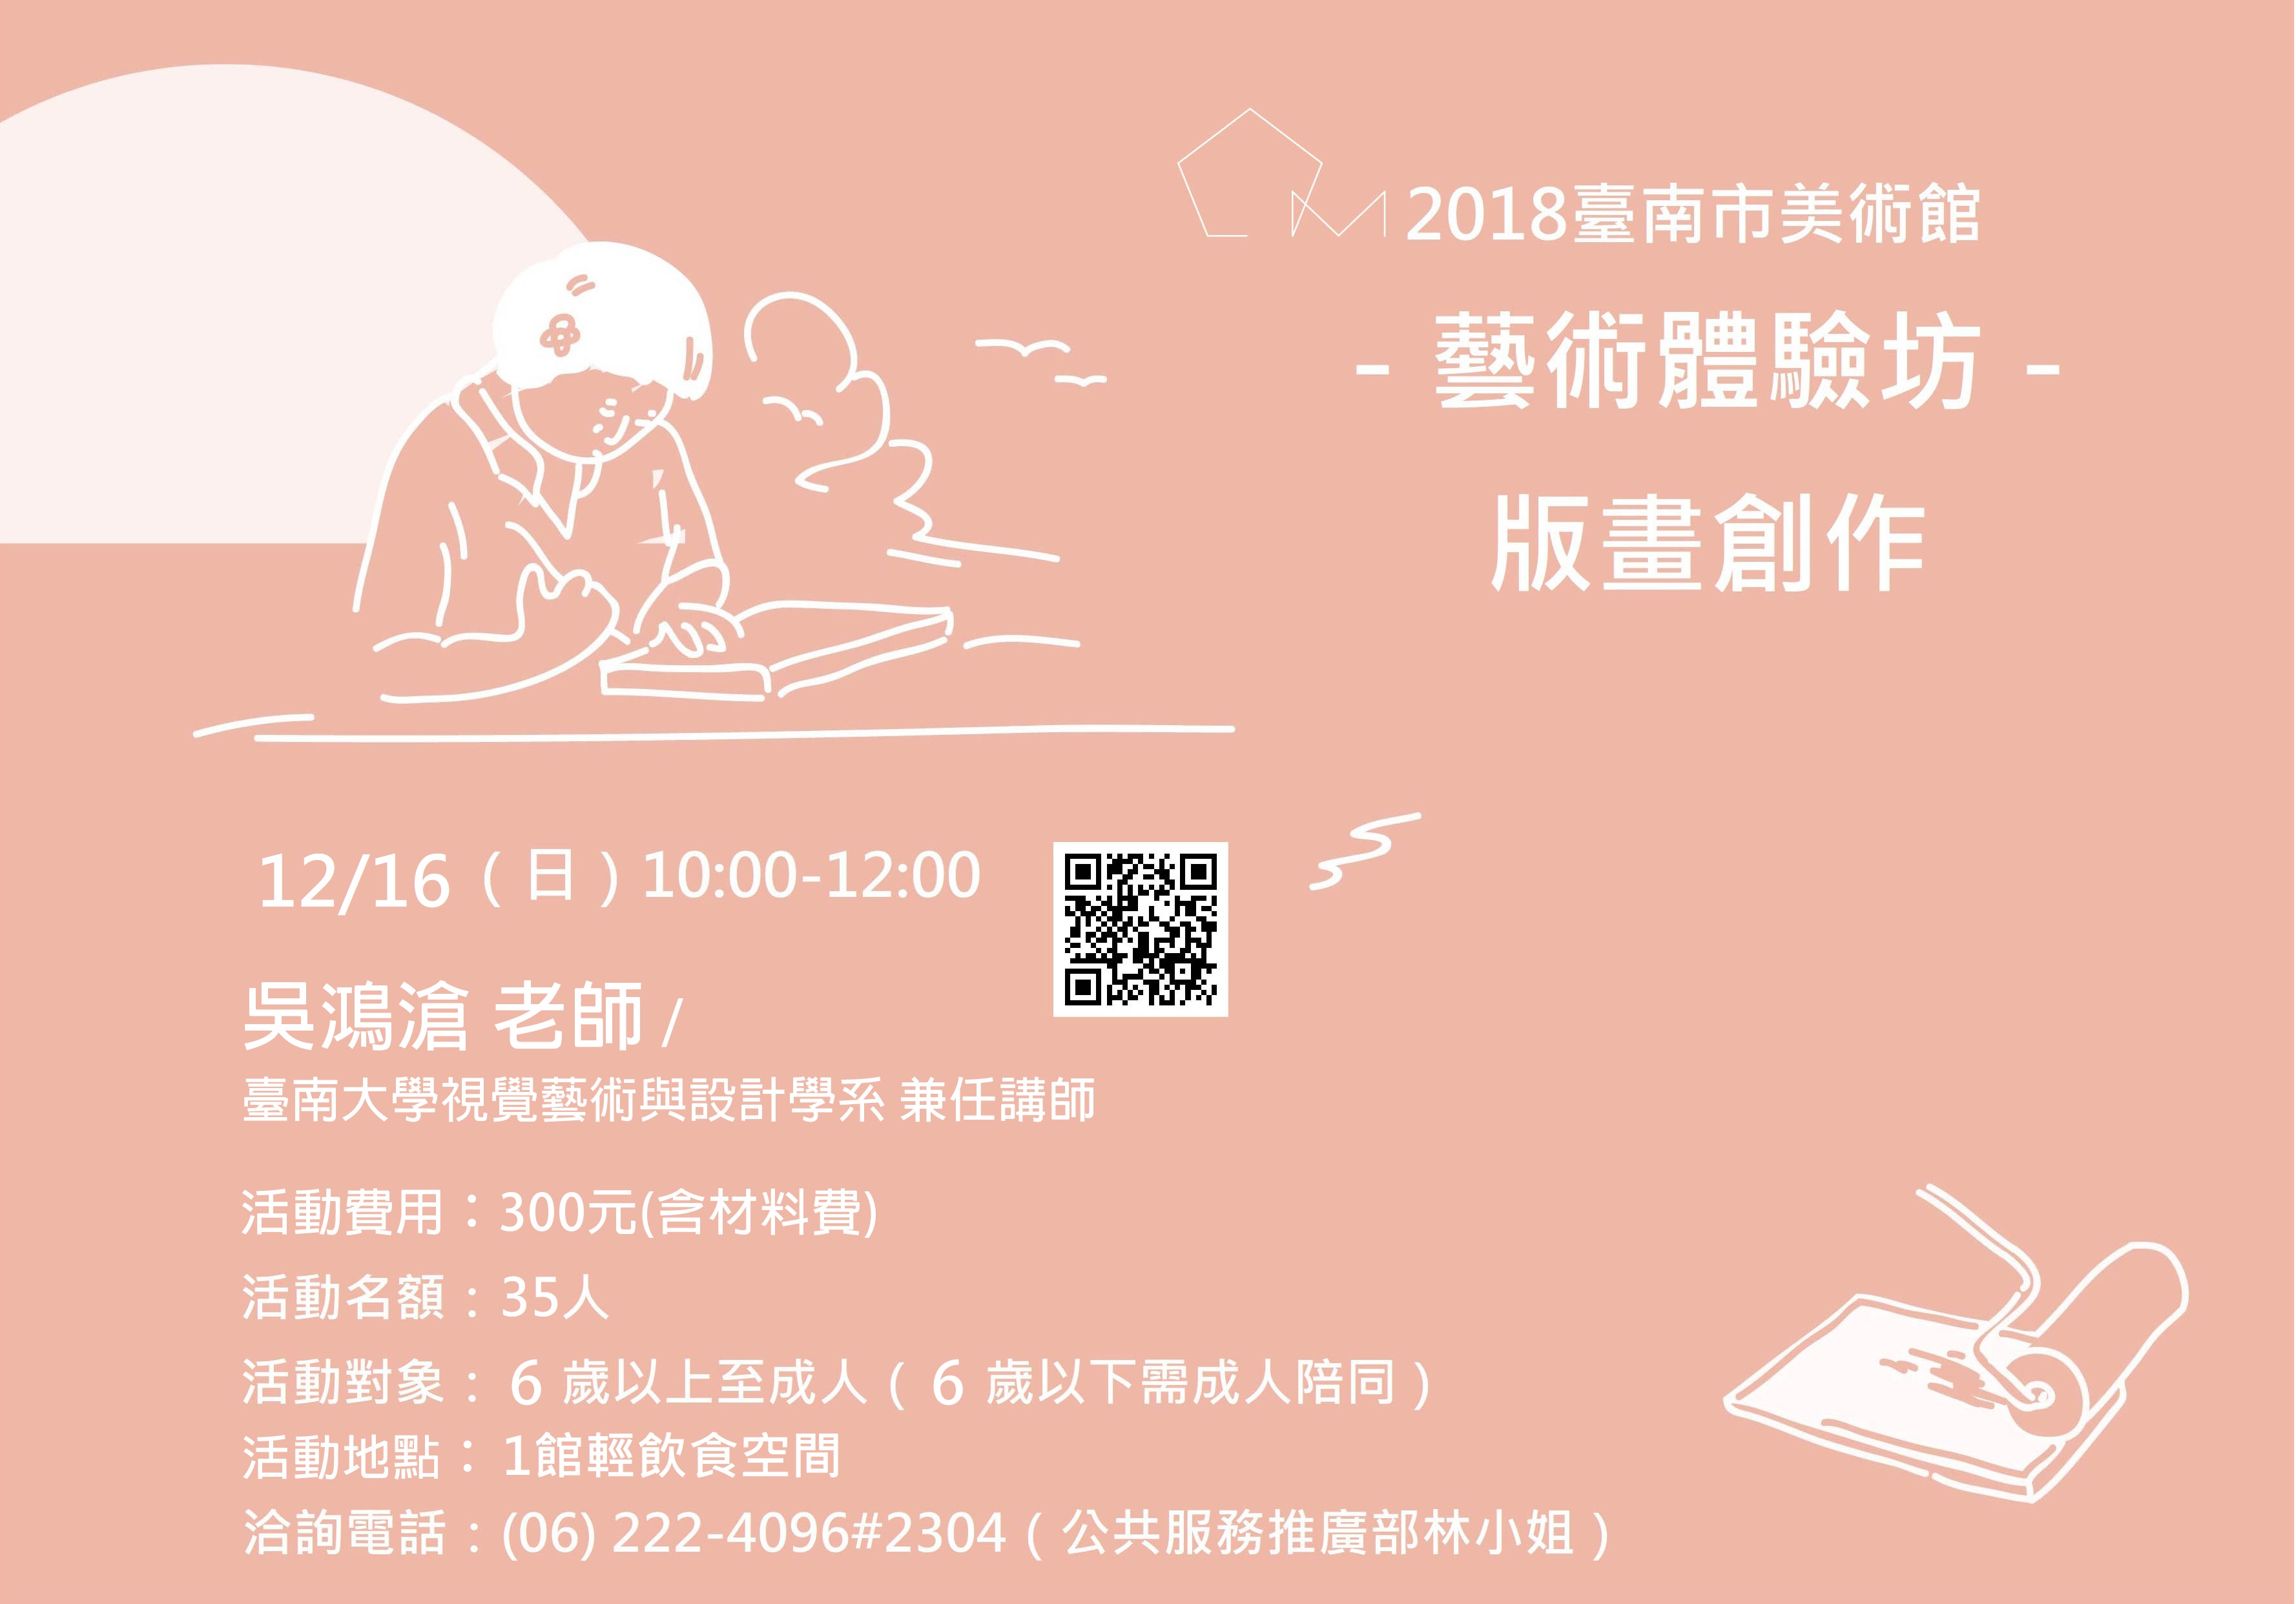 2018臺南市美術館
- 藝術體驗坊 -
版畫創作
12/16（日）10:00-12:00
吳鴻滄 老師 /
臺南大學視覺藝術與設計學系 兼任講師
活動費用：300元(含材料費)
活動名額：35人
活動對象：6 歲以上至成人（ 6 歲以下需成人陪同 ）
活動地點：1館輕飲食空間
洽詢電話：(06) 222-4096#2304（ 公共服務推廣部林小姐 ）